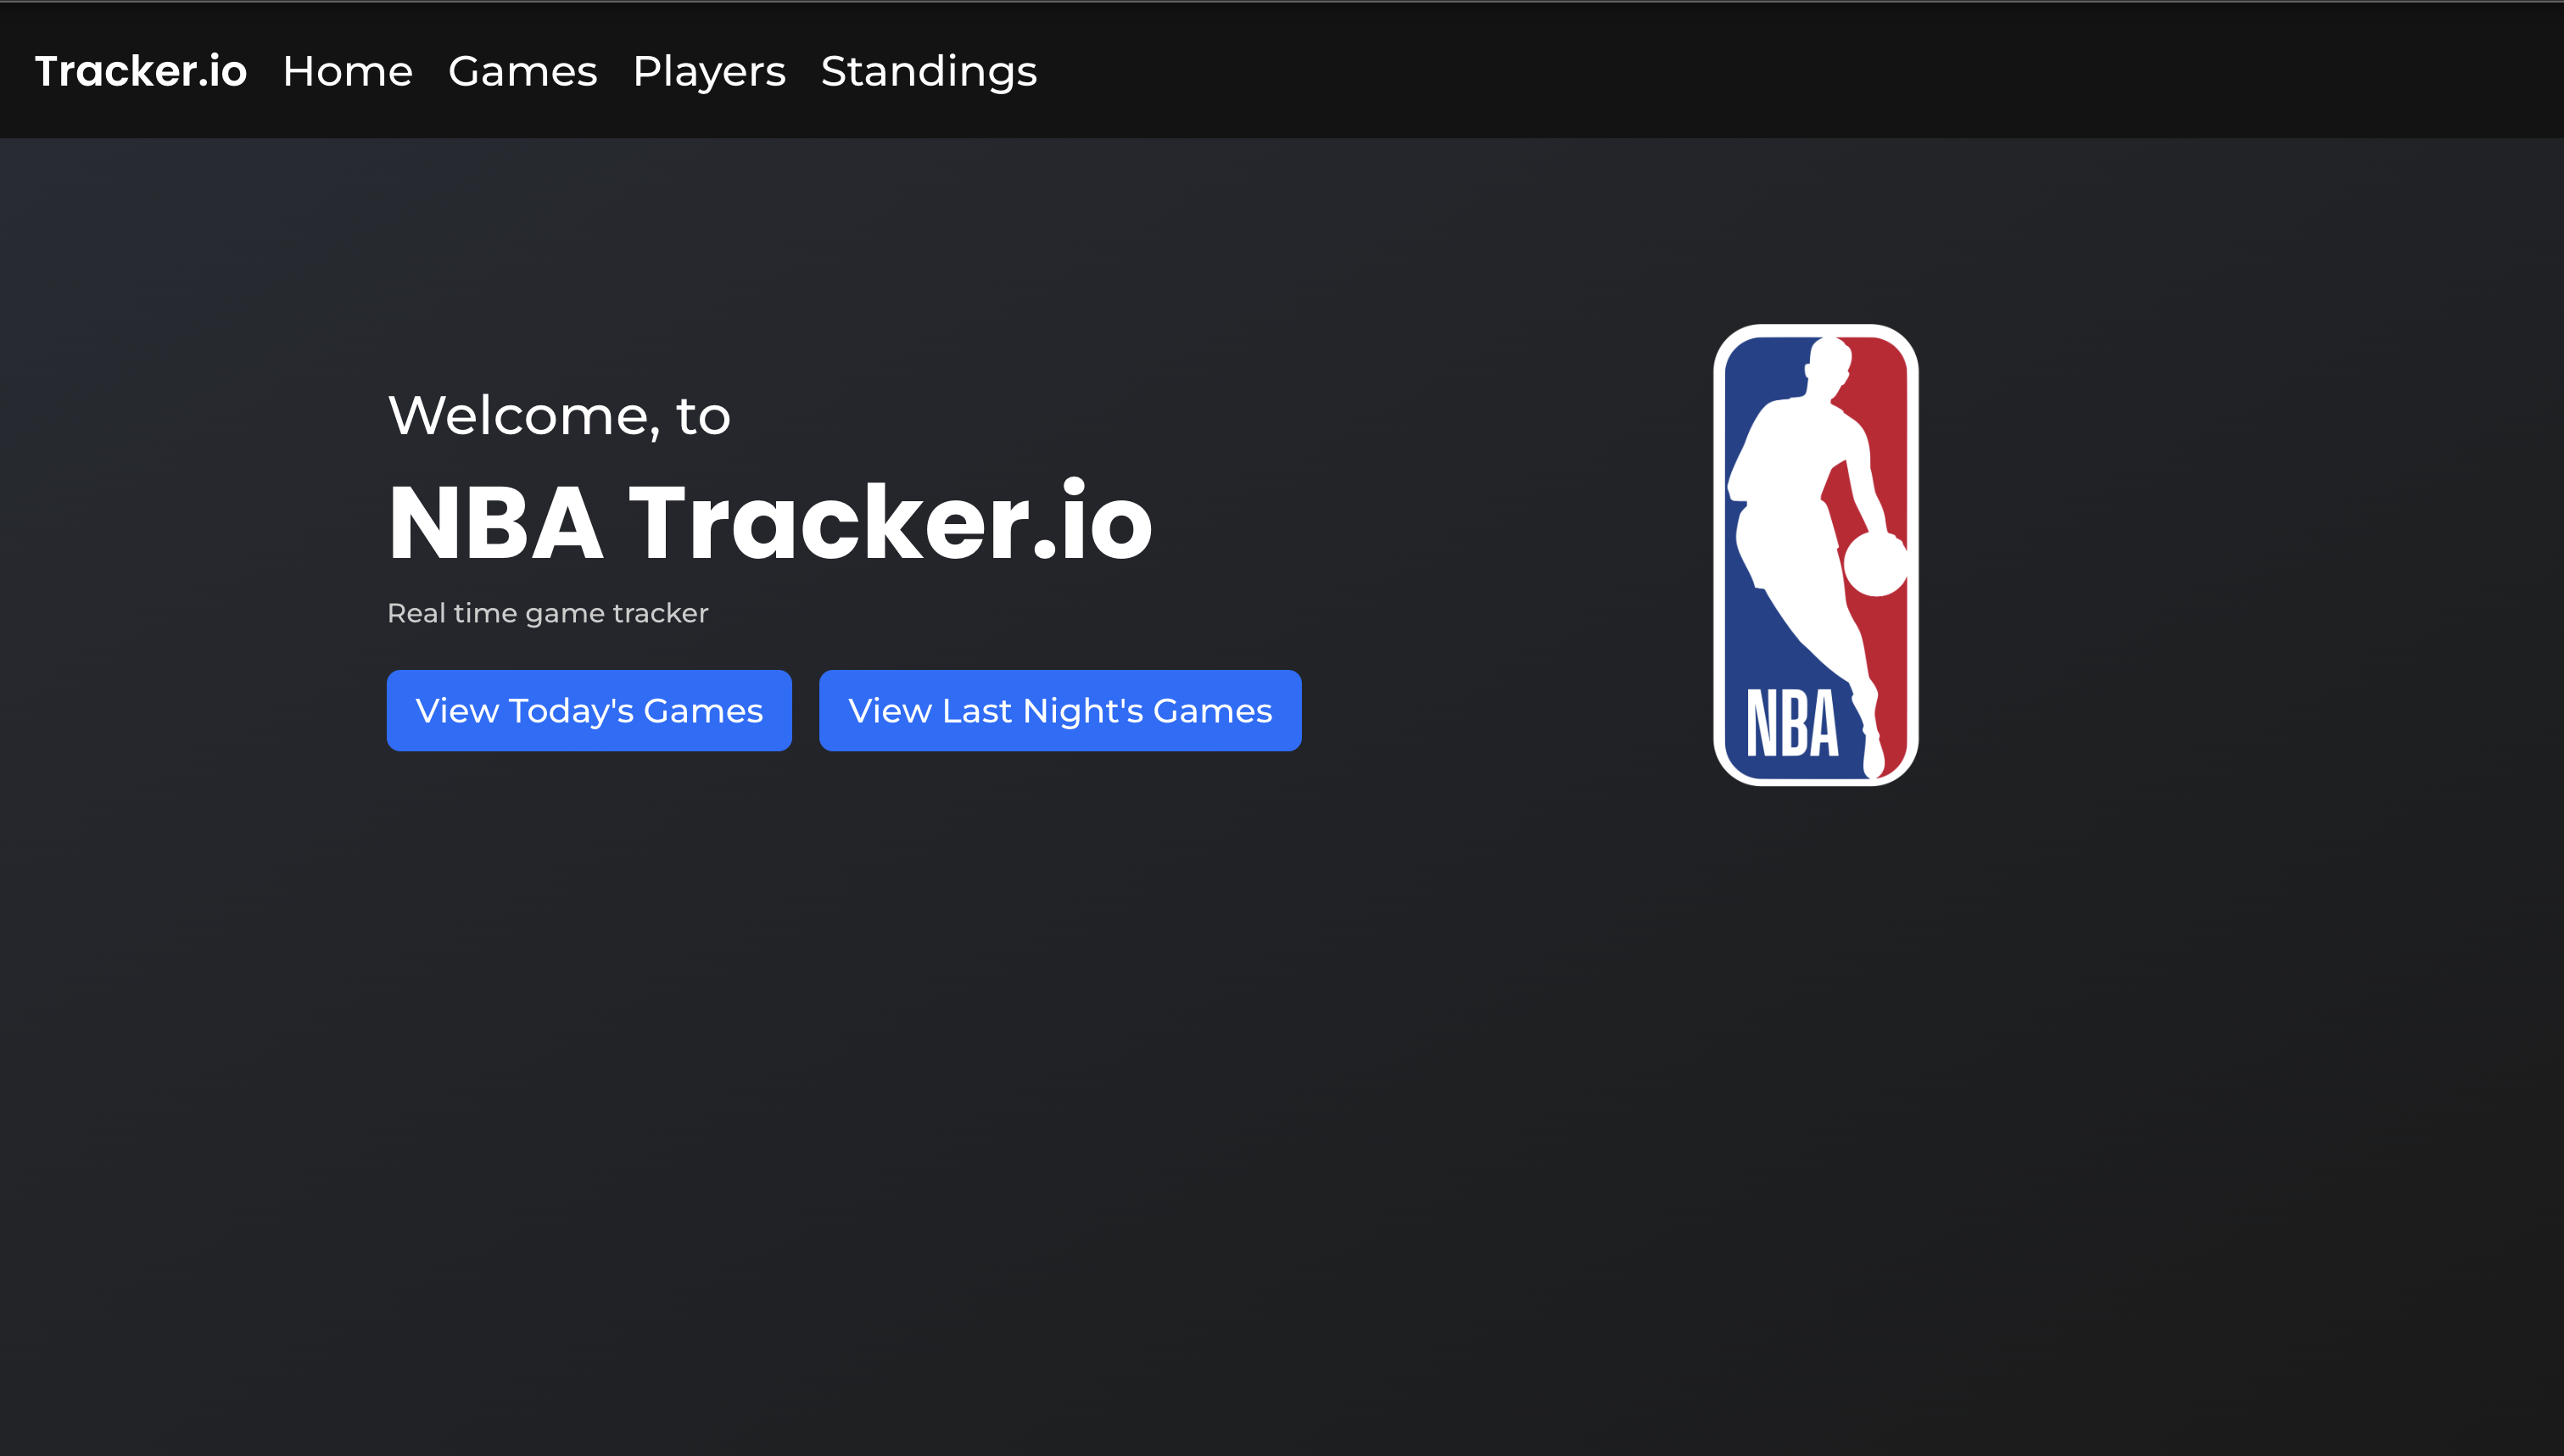 Tracker.io Home Games Players Standings
Welcome, to
NBA Tracker.io
Real time game tracker
View Today's Games View Last Night's Games
NBA